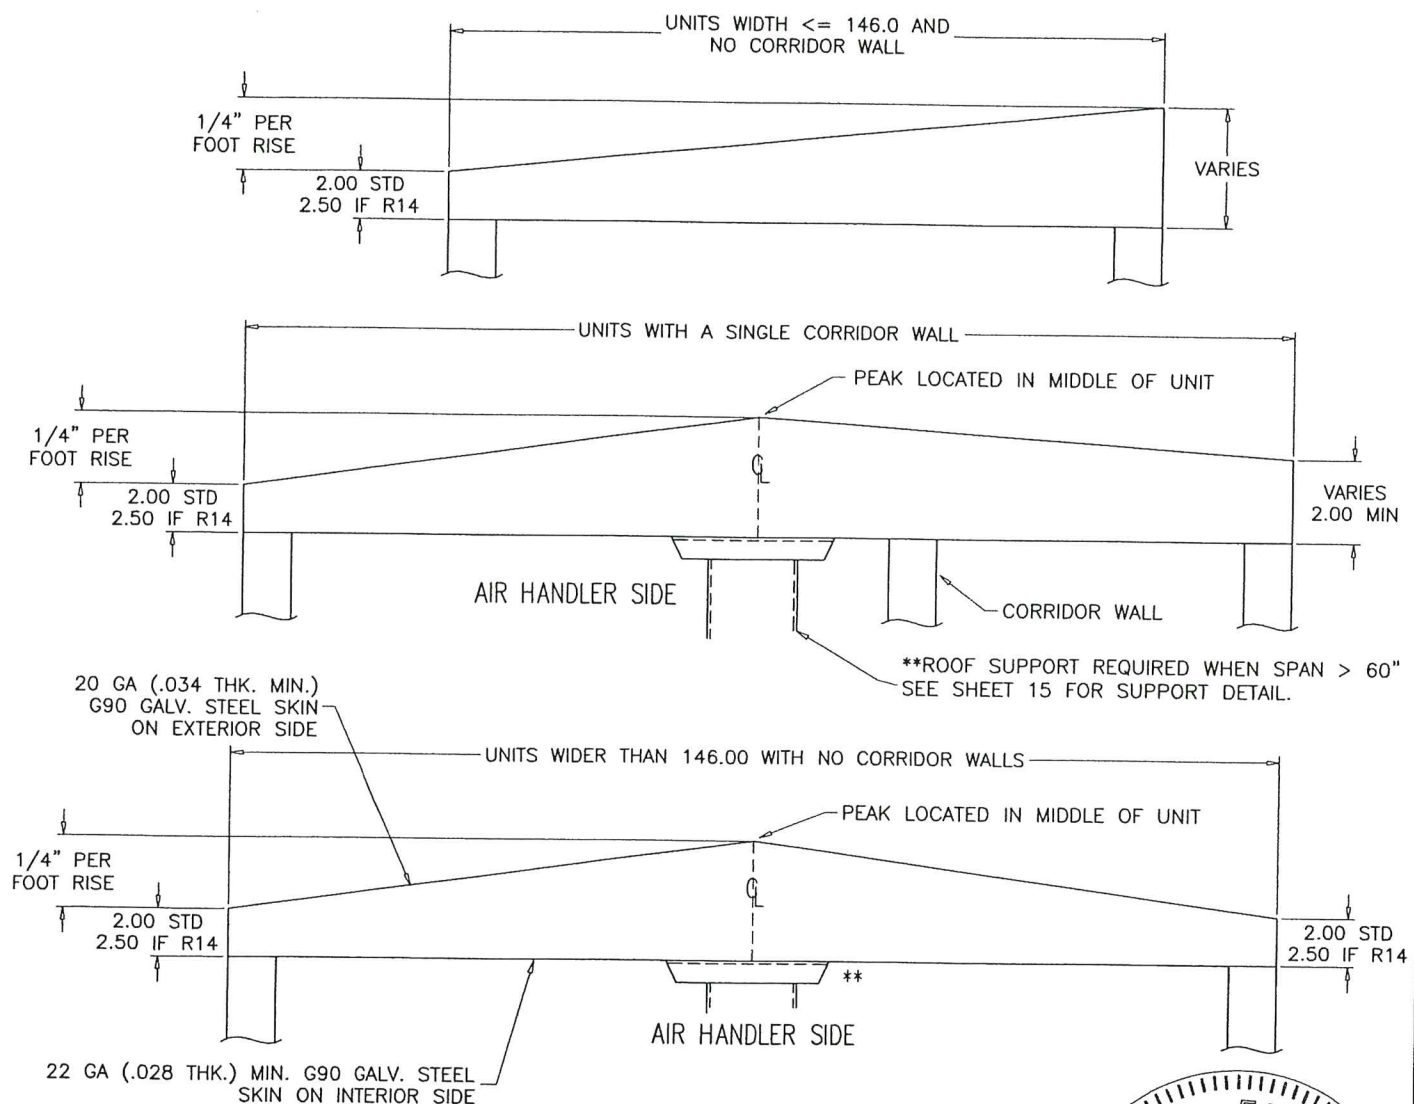 UNITS WIDTH <= 146.0 AND
NO CORRIDOR WALL
1/4" PER
FOOT RISE
2.00 STD
2.50 IF R14
VARIES
UNITS WITH A SINGLE CORRIDOR WALL
PEAK LOCATED IN MIDDLE OF UNIT
1/4" PER
FOOT RISE
2.00 STD
2.50 IF R14
CL
VARIES
2.00 MIN
AIR HANDLER SIDE
CORRIDOR WALL
**ROOF SUPPORT REQUIRED WHEN SPAN > 60"
SEE SHEET 15 FOR SUPPORT DETAIL.
20 GA (.034 THK. MIN.)
G90 GALV. STEEL SKIN
ON EXTERIOR SIDE
UNITS WIDER THAN 146.00 WITH NO CORRIDOR WALLS
PEAK LOCATED IN MIDDLE OF UNIT
1/4" PER
FOOT RISE
2.00 STD
2.50 IF R14
CL
2.00 STD
2.50 IF R14
**
AIR HANDLER SIDE
22 GA (.028 THK.) MIN. G90 GALV. STEEL
SKIN ON INTERIOR SIDE